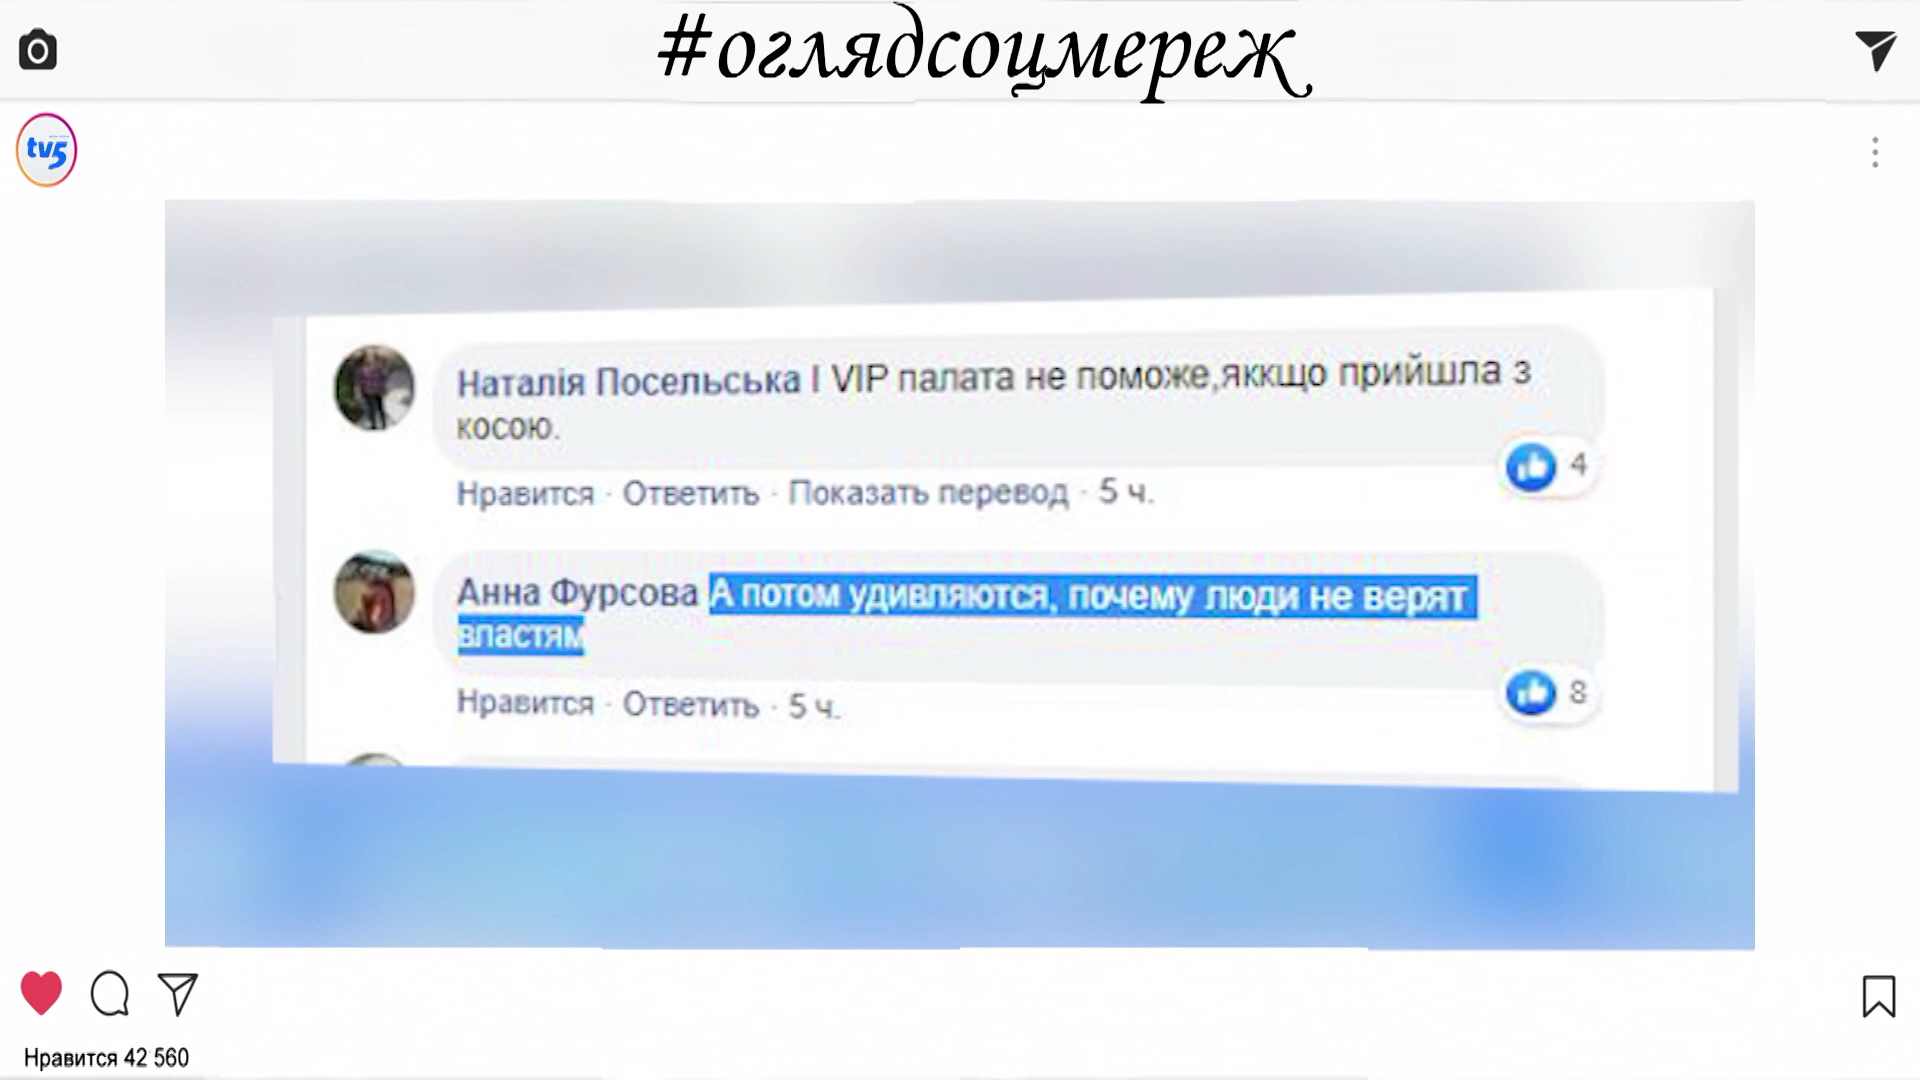 #оглядсоцмереж
tv5
Наталія Посельська І VIP палата не поможе,яккщо прийшла з
косою.
4
Нравится · Ответить · Показать перевод · 5 ч.
Анна Фурсова А потом удивляются, почему люди не верят
властям
8
Нравится · Ответить · 5 ч.
Нравится 42 560